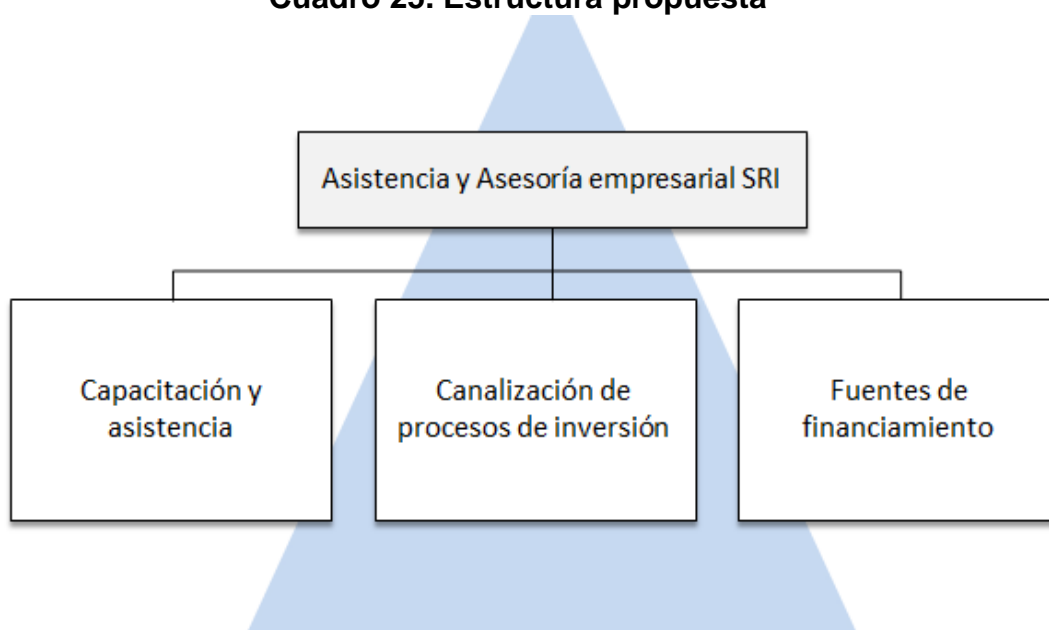 Cuadro 25. Estructura propuesta
Asistencia y Asesoría empresarial SRI
Capacitación y
asistencia
Canalización de
procesos de inversión
Fuentes de
financiamiento